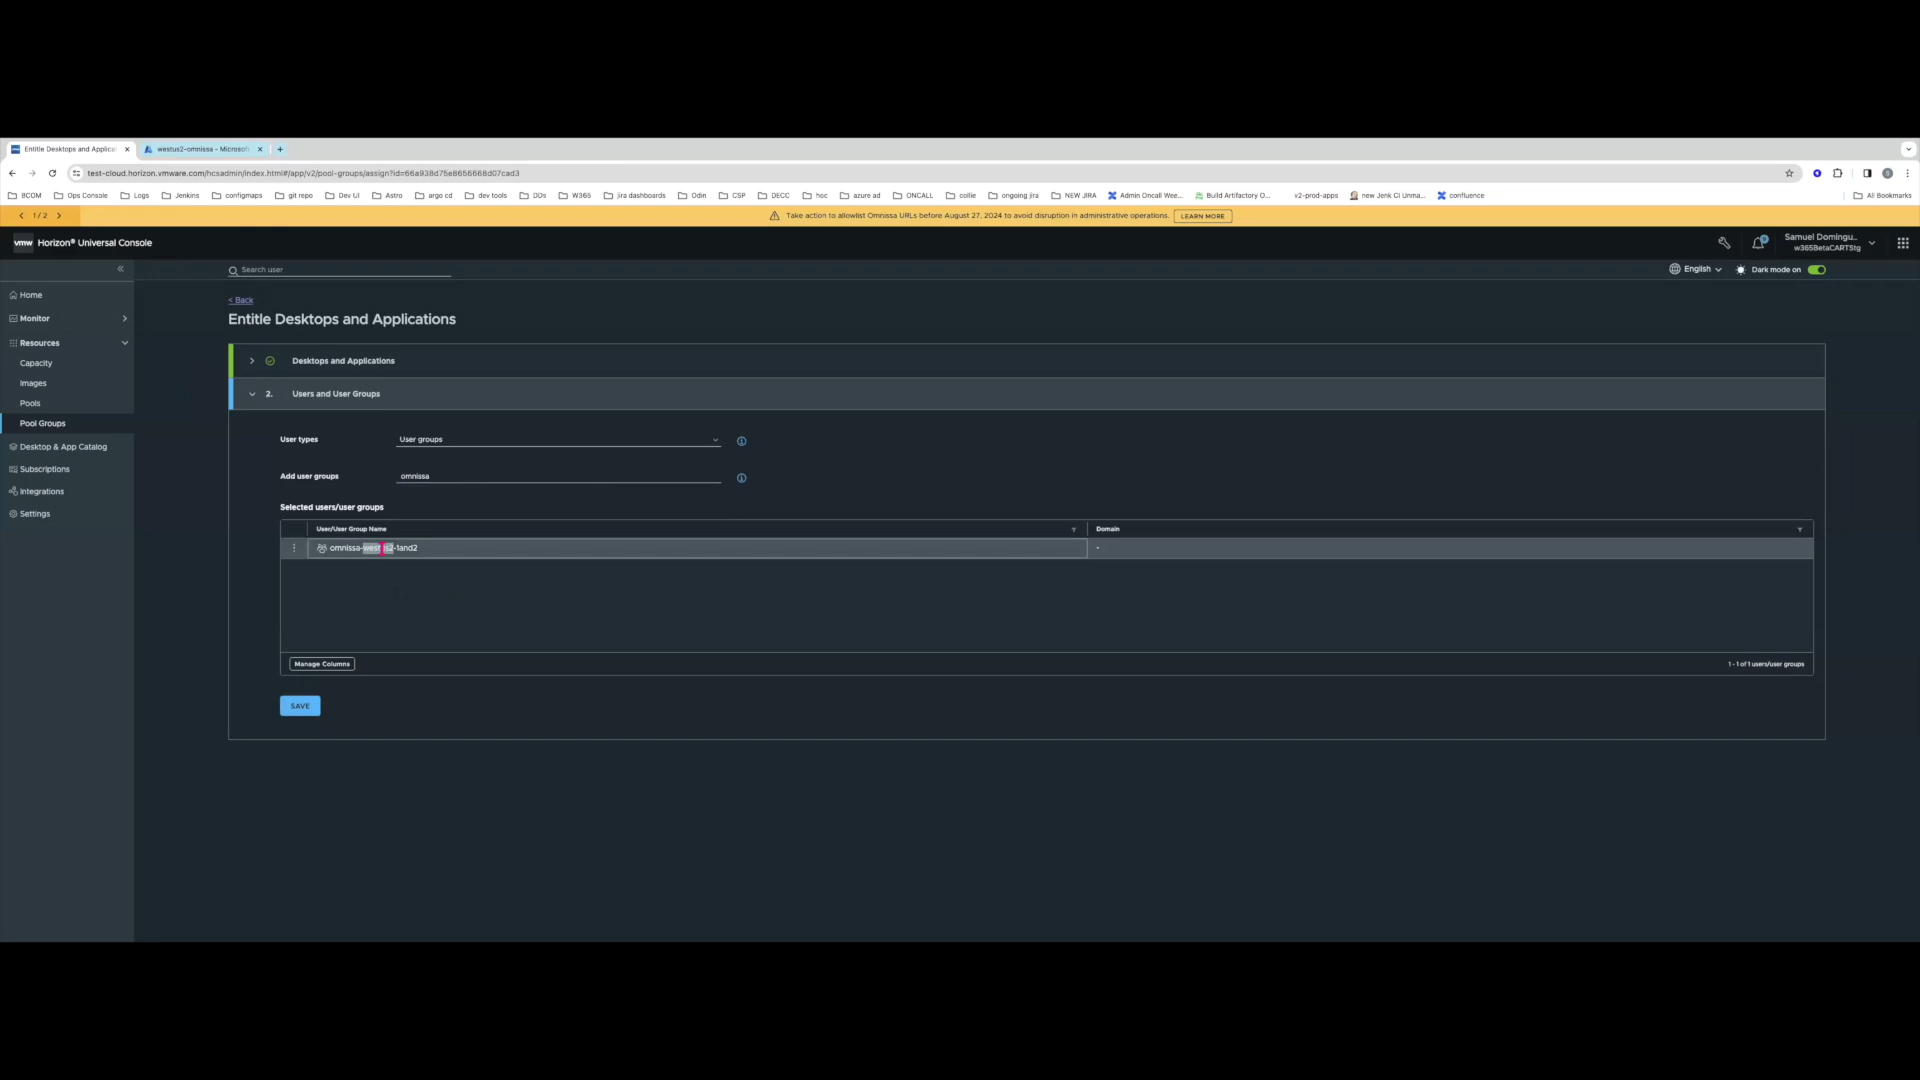 Entitle Desktops and Applica
westus2-omnissa - Microsoft
test-cloud.horizon.vmware.com/hcsadmin/index.html#/app/v2/pool-groups/assign?id=66a938d75e8656668d07cad3
BCOM Ops Console Logs Jenkins configmaps git repo Dev UI Astro argo cd dev tools DDs W365 jira dashboards Odin CSP DECC hoc azure ad ONCALL collie ongoing jira NEW JIRA Admin Oncall Wee... Build Artifactory O... v2-prod-apps new Jenk CI Unma... confluence All Bookmarks
1 / 2
Take action to allowlist Omnissa URLs before August 27, 2024 to avoid disruption in administrative operations. LEARN MORE
vmw Horizon® Universal Console
Samuel Domingu...
w365BetaCARTStg
Search user
English
Dark mode on
Home
Monitor
Resources
Capacity
Images
Pools
Pool Groups
Desktop & App Catalog
Subscriptions
Integrations
Settings
< Back
Entitle Desktops and Applications
Desktops and Applications
2. Users and User Groups
User types User groups
Add user groups omnissa
Selected users/user groups
User/User Group Name Domain
omnissa-westus2-1and2 -
Manage Columns
1 - 1 of 1 users/user groups
SAVE